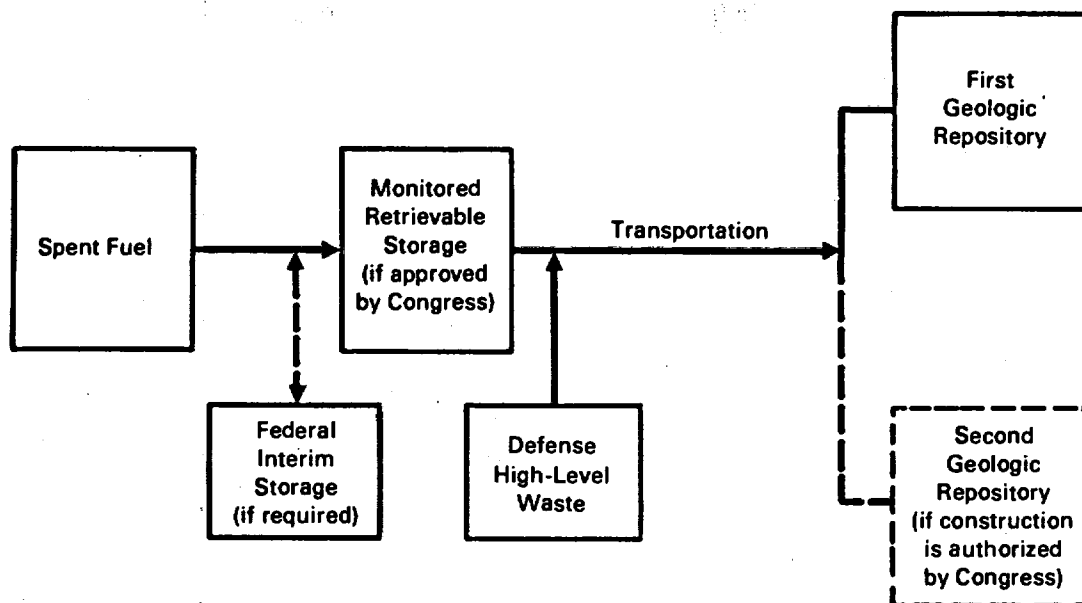 Spent Fuel
Monitored
Retrievable
Storage
(if approved
by Congress)
Federal
Interim
Storage
(if required)
Defense
High-Level
Waste
Transportation
First
Geologic
Repository
Second
Geologic
Repository
(if construction
is authorized
by Congress)